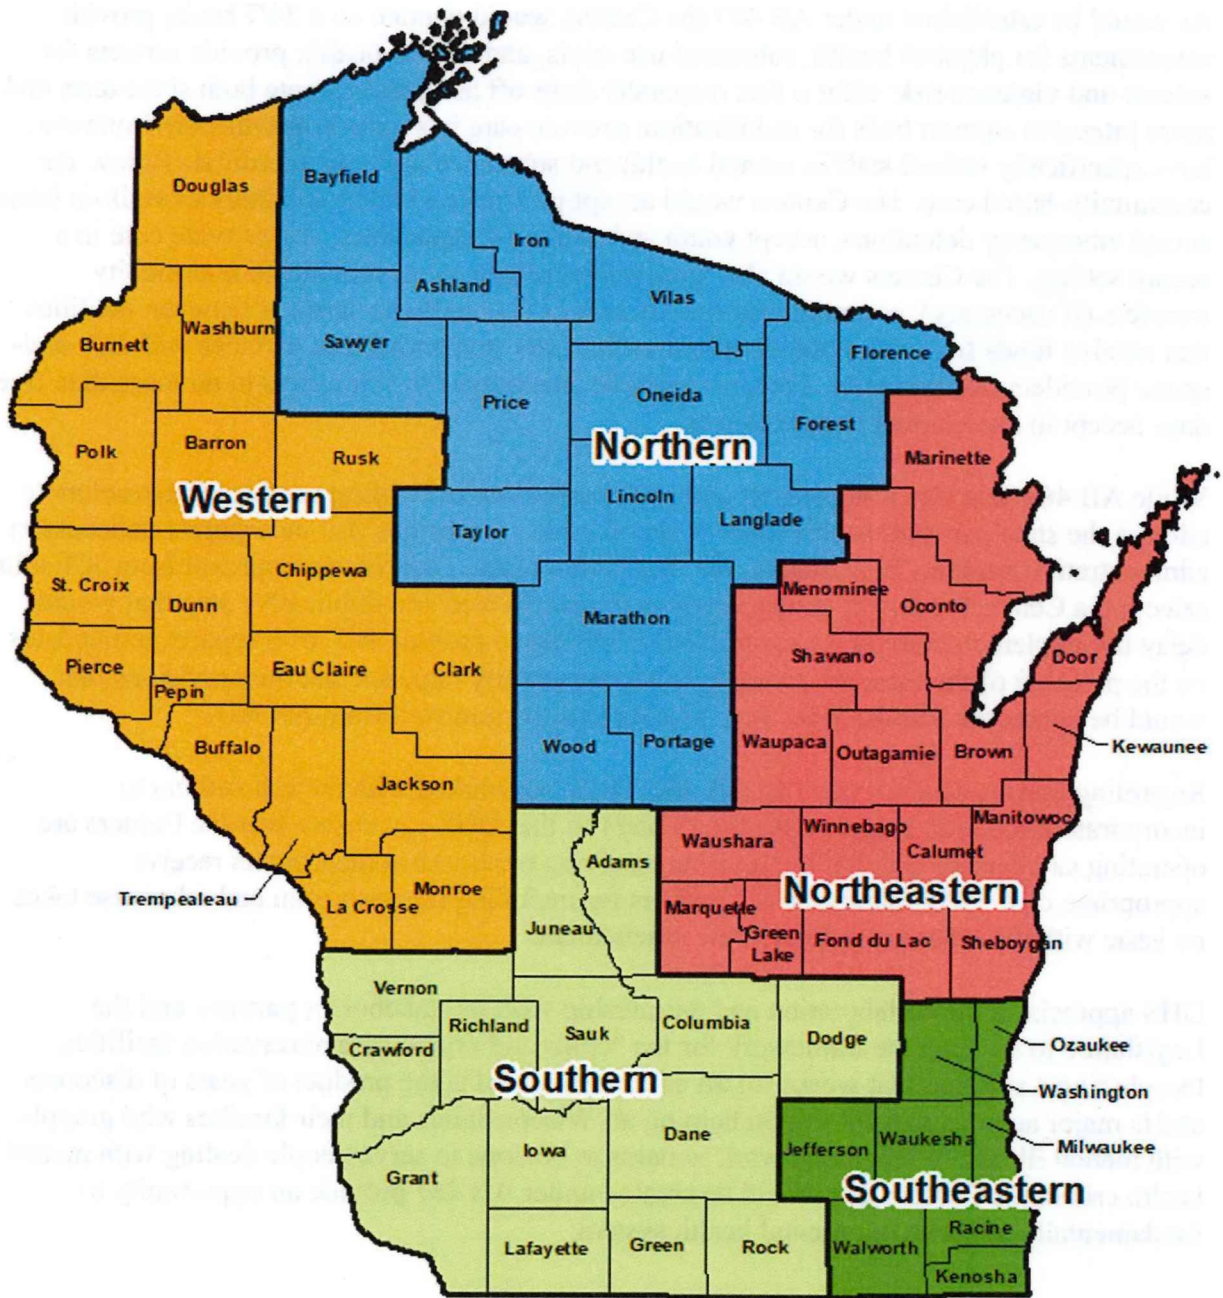 Douglas
Bayfield
Iron
Ashland
Vilas
Washburn
Burnett
Sawyer
Florence
Price
Oneida
Forest
Polk
Barron
Rusk
Northern
Marinette
Western
Lincoln
Langlade
Taylor
Chippewa
St. Croix
Dunn
Menominee
Oconto
Marathon
Pierce
Eau Claire
Clark
Shawano
Door
Pepin
Buffalo
Wood
Portage
Waupaca
Outagamie
Brown
Kewaunee
Jackson
Manitowoc
Waushara
Winnebago
Calumet
Adams
Trempealeau
Monroe
La Crosse
Northeastern
Marquette
Juneau
Green
Lake
Fond du Lac
Sheboygan
Vernon
Richland
Sauk
Columbia
Dodge
Ozaukee
Crawford
Southern
Washington
Dane
Jefferson
Waukesha
Milwaukee
Iowa
Grant
Southeastern
Lafayette
Green
Rock
Walworth
Racine
Kenosha